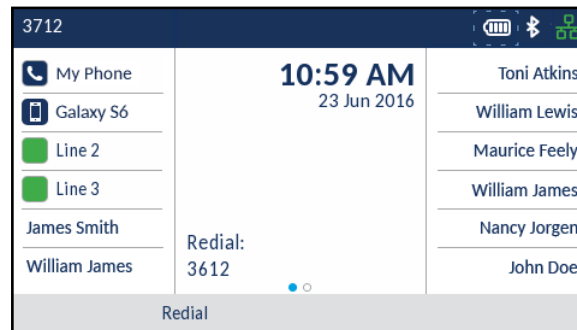 3712
My Phone
Galaxy S6
Line 2
Line 3
James Smith
William James
10:59 AM
23 Jun 2016
Redial:
3612
Toni Atkins
William Lewis
Maurice Feely
William James
Nancy Jorgen
John Doe
Redial